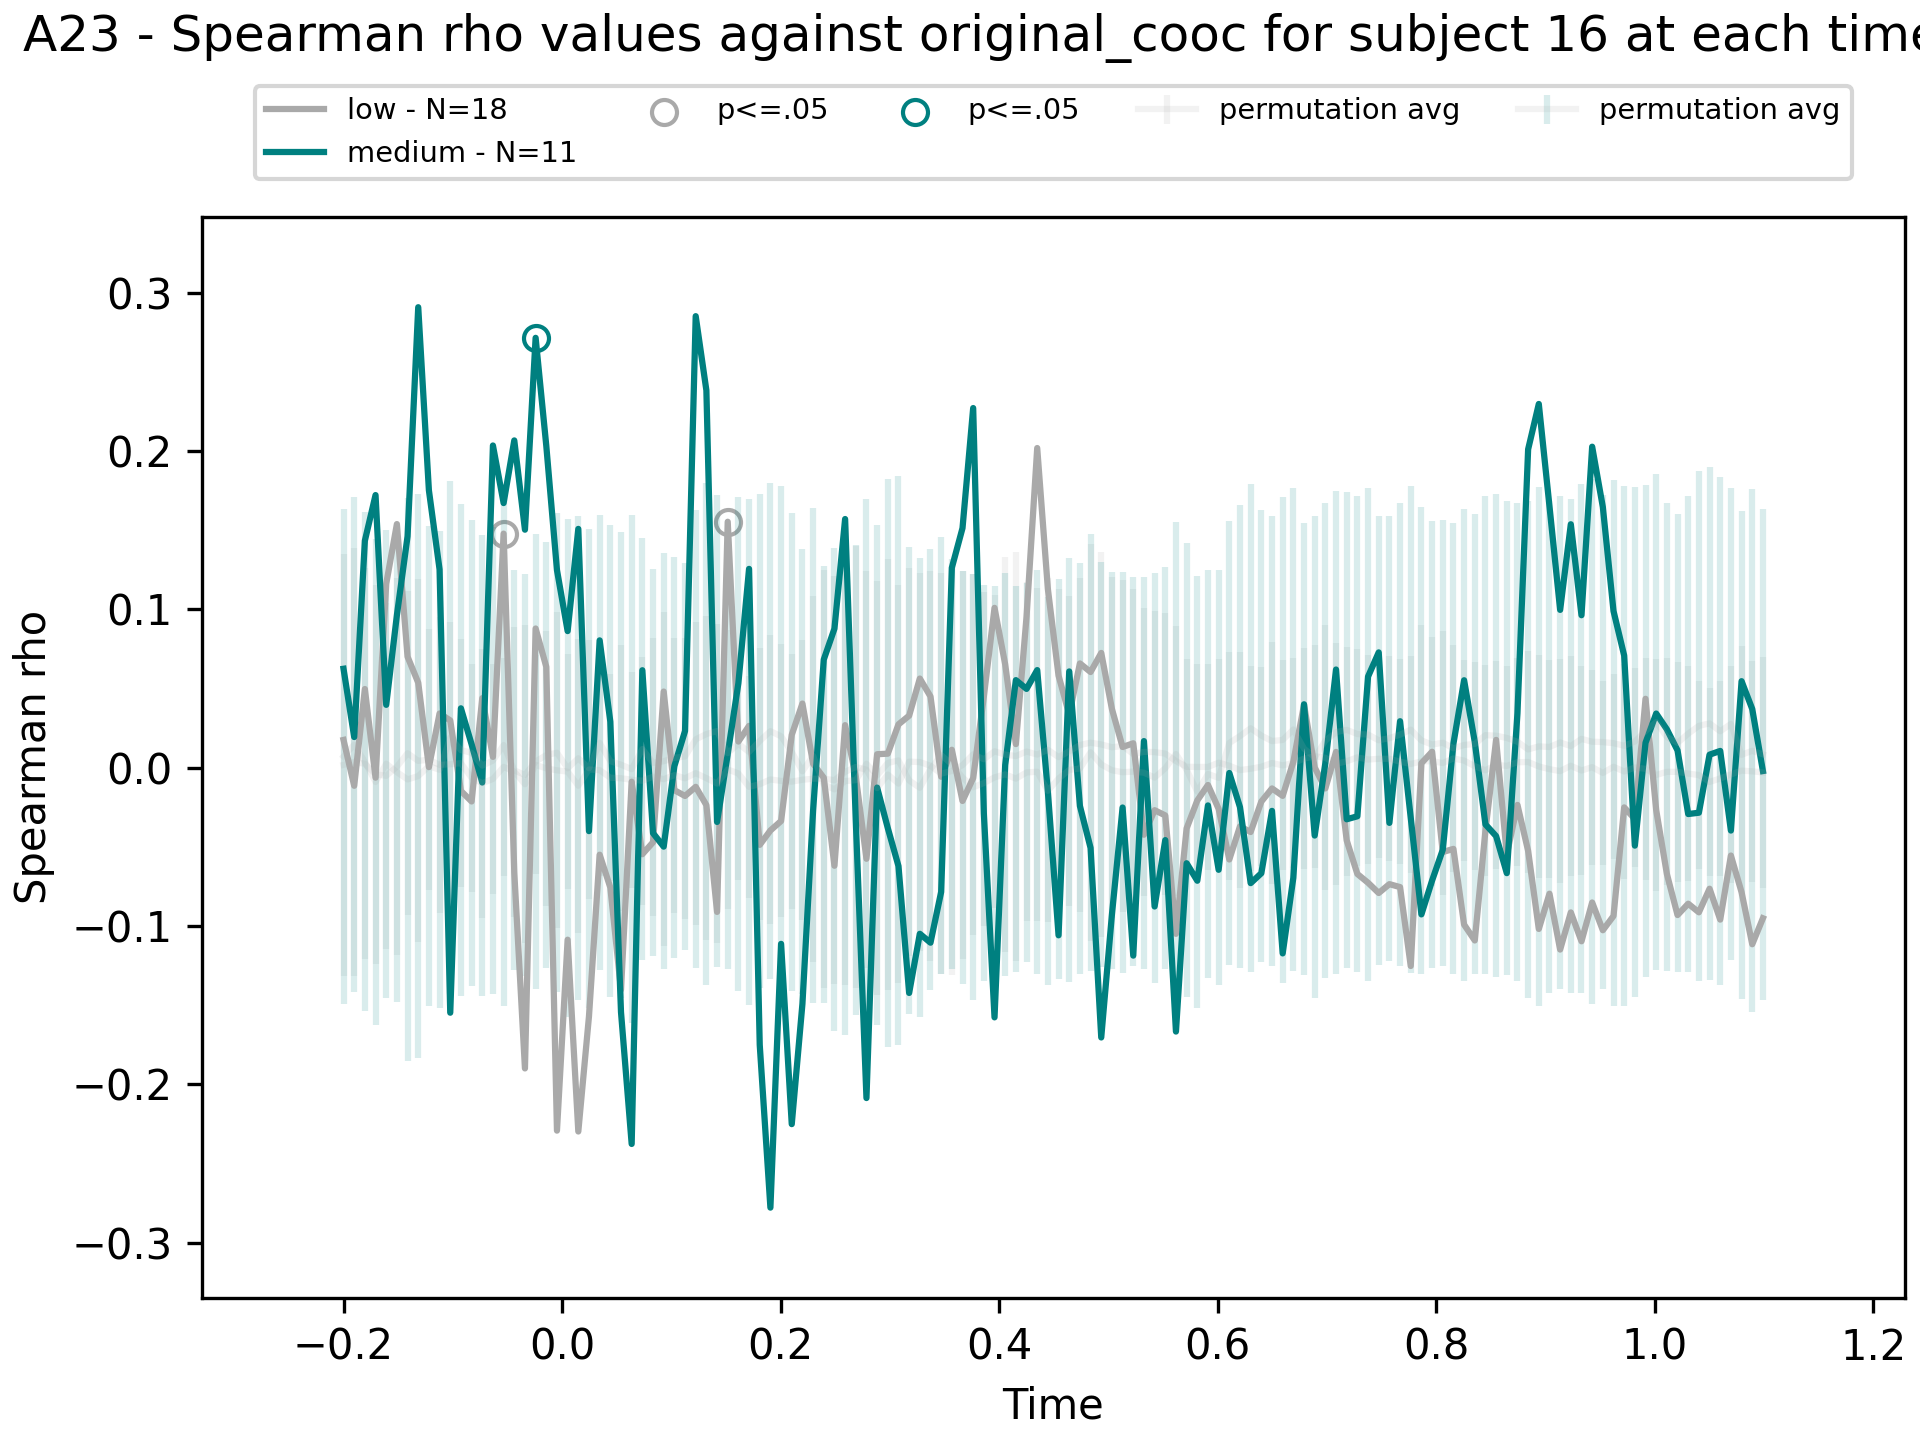 A23 - Spearman rho values against original_cooc for subject 16 at each time
low - N=18
medium - N=11
p<=.05
p<=.05
permutation avg
permutation avg
Spearman rho
0.3
0.2
0.1
0.0
−0.1
−0.2
−0.3
−0.2 0.0 0.2 0.4 0.6 0.8 1.0 1.2
Time